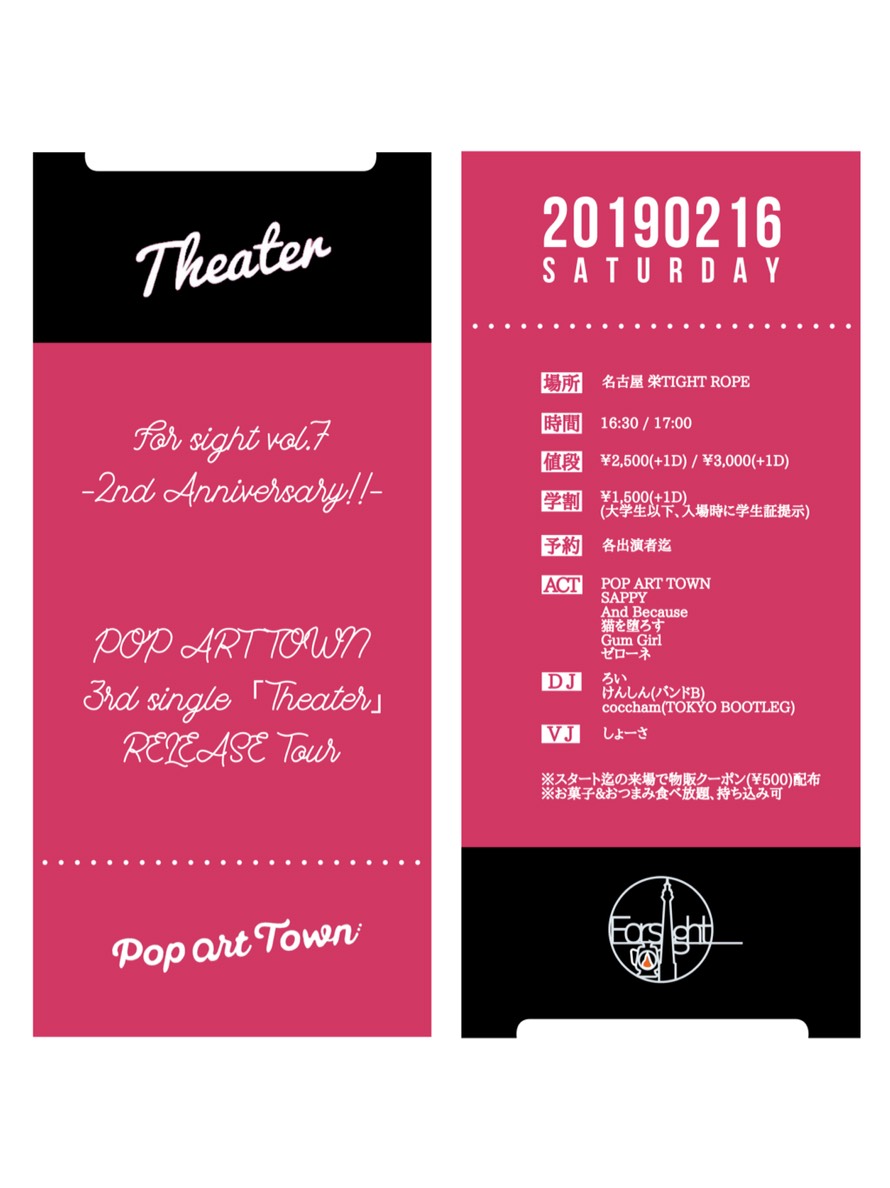 Theater
For sight vol.7
-2nd Anniversary!!-
POP ART TOWN
3rd single「Theater」
RELEASE Tour
Pop art Town
20190216
SATURDAY
場所 名古屋 栄TIGHT ROPE
時間 16:30 / 17:00
値段 ¥2,500(+1D) / ¥3,000(+1D)
学割 ¥1,500(+1D)
(大学生以下、入場時に学生証提示)
予約 各出演者迄
ACT POP ART TOWN
SAPPY
And Because
猫を堕ろす
Gum Girl
ゼローネ
DJ ろい
けんしん(バンドB)
coccham(TOKYO BOOTLEG)
VJ しょーさ
※スタート迄の来場で物販クーポン(¥500)配布
※お菓子&おつまみ食べ放題、持ち込み可
Forsight